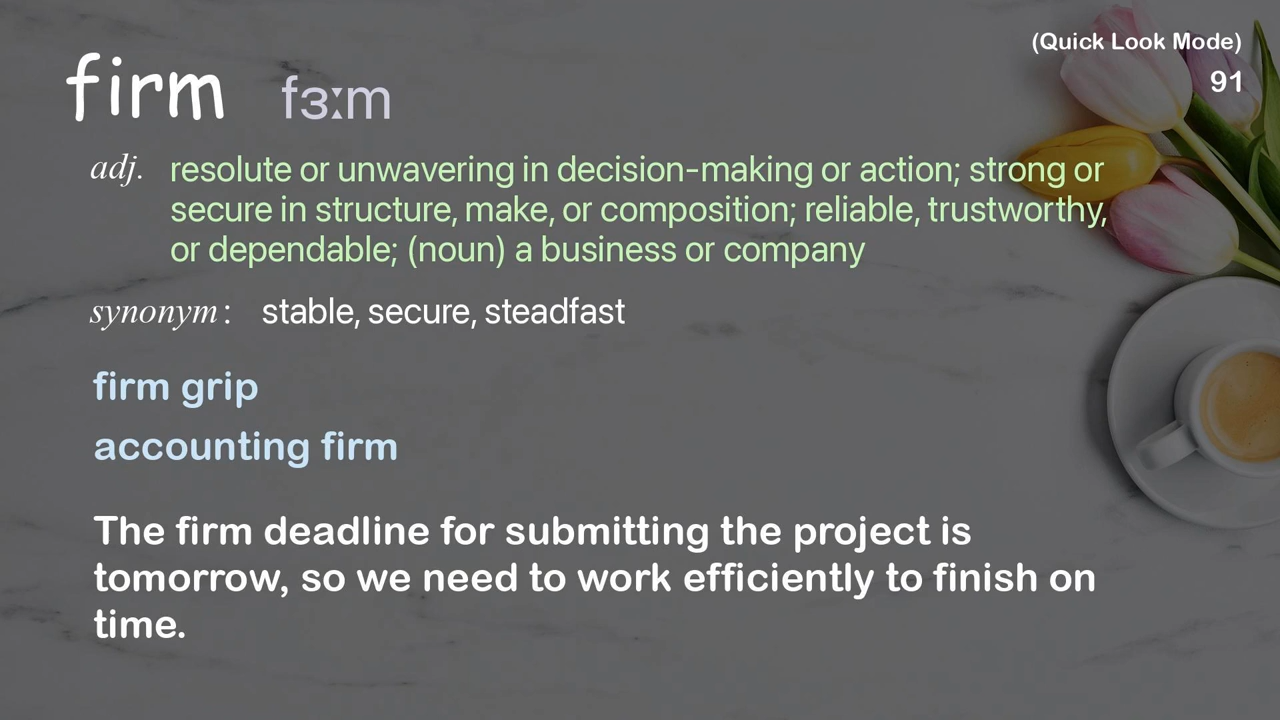 (Quick Look Mode)
91
firm fɜːm
adj. resolute or unwavering in decision-making or action; strong or
secure in structure, make, or composition; reliable, trustworthy,
or dependable; (noun) a business or company
synonym: stable, secure, steadfast
firm grip
accounting firm
The firm deadline for submitting the project is
tomorrow, so we need to work efficiently to finish on
time.